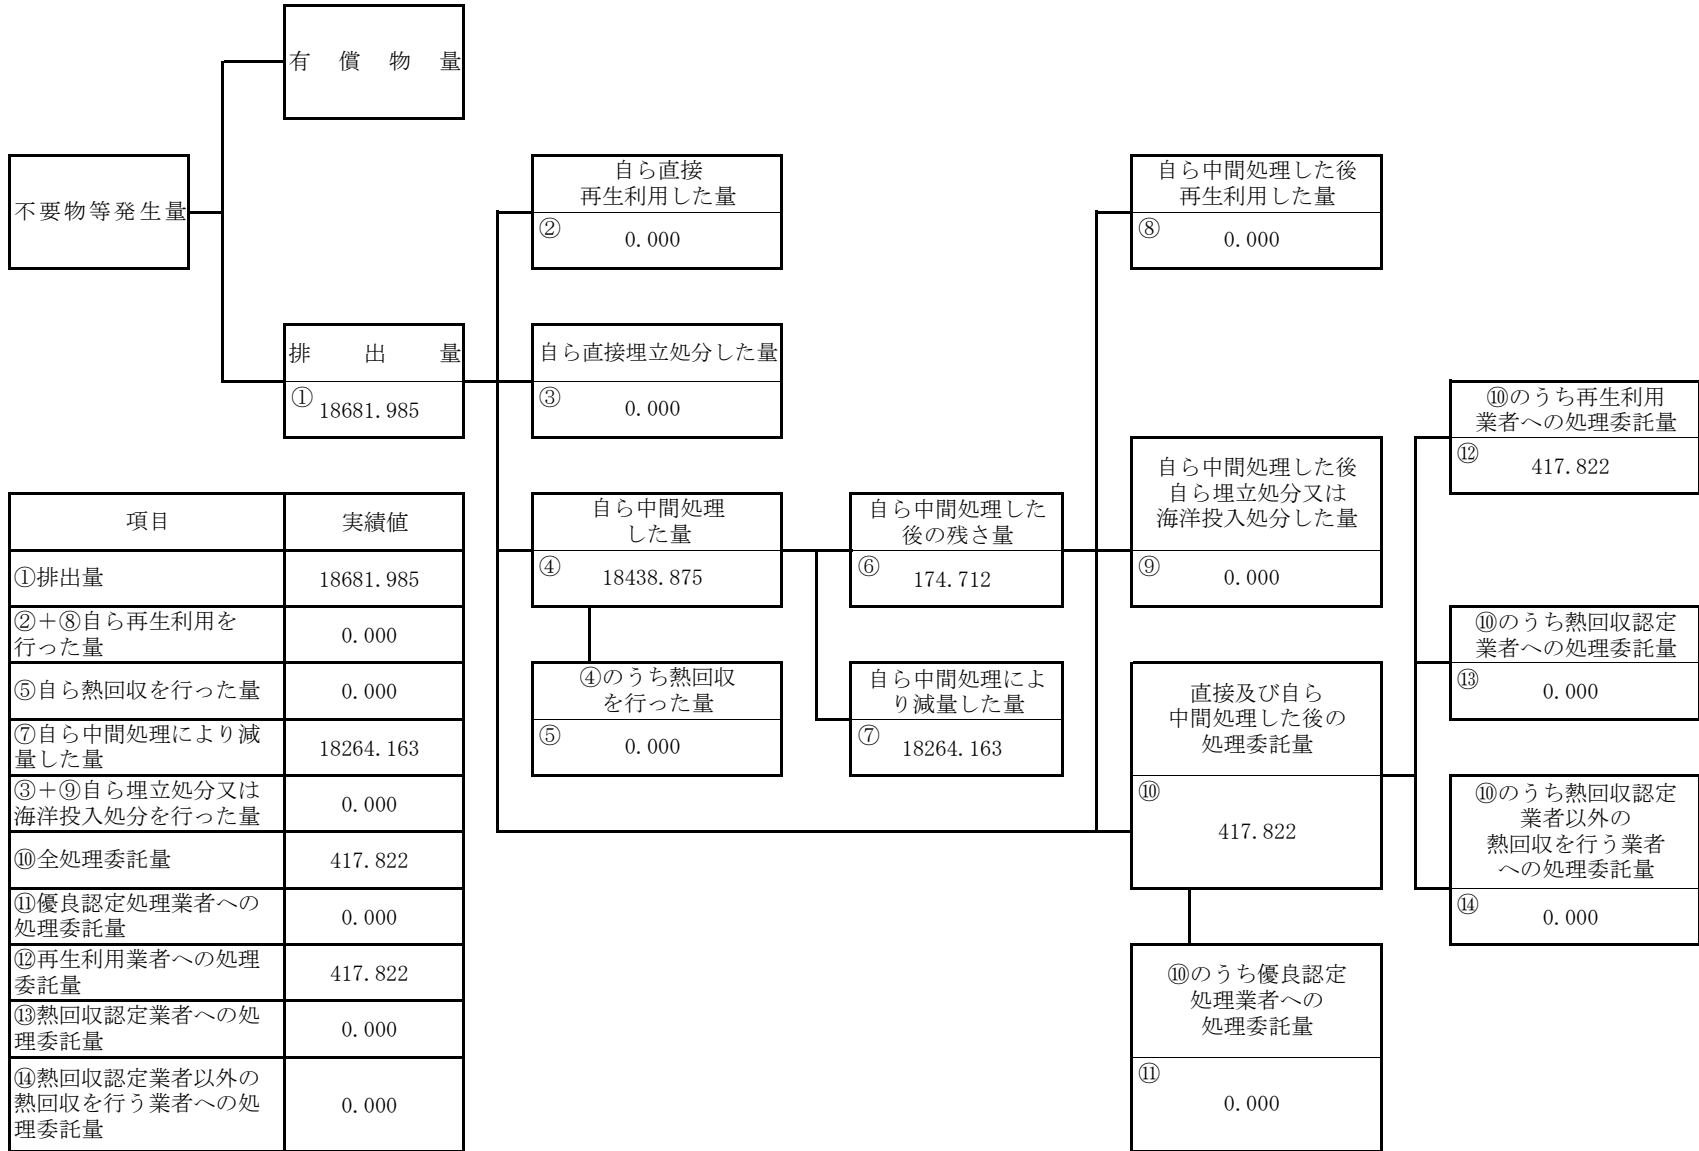 有償物量
不要物等発生量
排出量
① 18681.985
自ら直接
再生利用した量
② 0.000
自ら直接埋立処分した量
③ 0.000
自ら中間処理
した量
④ 18438.875
④のうち熱回収
を行った量
⑤ 0.000
自ら中間処理した
後の残さ量
⑥ 174.712
自ら中間処理によ
り減量した量
⑦ 18264.163
自ら中間処理した後
再生利用した量
⑧ 0.000
自ら中間処理した後
自ら埋立処分又は
海洋投入処分した量
⑨ 0.000
直接及び自ら
中間処理した後の
処理委託量
⑩
417.822
⑩のうち優良認定
処理業者への
処理委託量
⑪
0.000
⑩のうち再生利用
業者への処理委託量
⑫ 417.822
⑩のうち熱回収認定
業者への処理委託量
⑬ 0.000
⑩のうち熱回収認定
業者以外の
熱回収を行う業者
への処理委託量
⑭ 0.000
項目 実績値
①排出量 18681.985
②+⑧自ら再生利用を
行った量 0.000
⑤自ら熱回収を行った量 0.000
⑦自ら中間処理により減
量した量 18264.163
③+⑨自ら埋立処分又は
海洋投入処分を行った量 0.000
⑩全処理委託量 417.822
⑪優良認定処理業者への
処理委託量 0.000
⑫再生利用業者への処理
委託量 417.822
⑬熱回収認定業者への処
理委託量 0.000
⑭熱回収認定業者以外の
熱回収を行う業者への処
理委託量 0.000